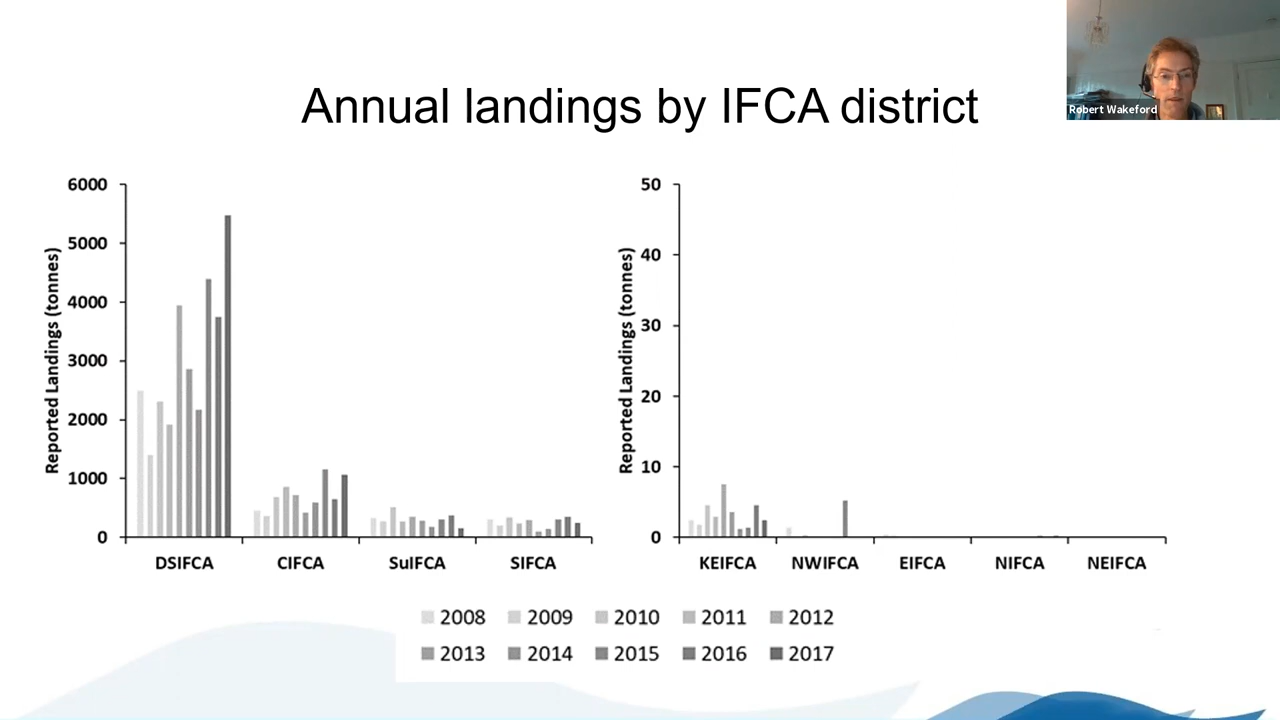 Robert Wakeford
Annual landings by IFCA district
Reported Landings (tonnes)
6000
5000
4000
3000
2000
1000
0
DSIFCA CIFCA SuIFCA SIFCA
Reported Landings (tonnes)
50
40
30
20
10
0
KEIFCA NWIFCA EIFCA NIFCA NEIFCA
2008 2009 2010 2011 2012
2013 2014 2015 2016 2017